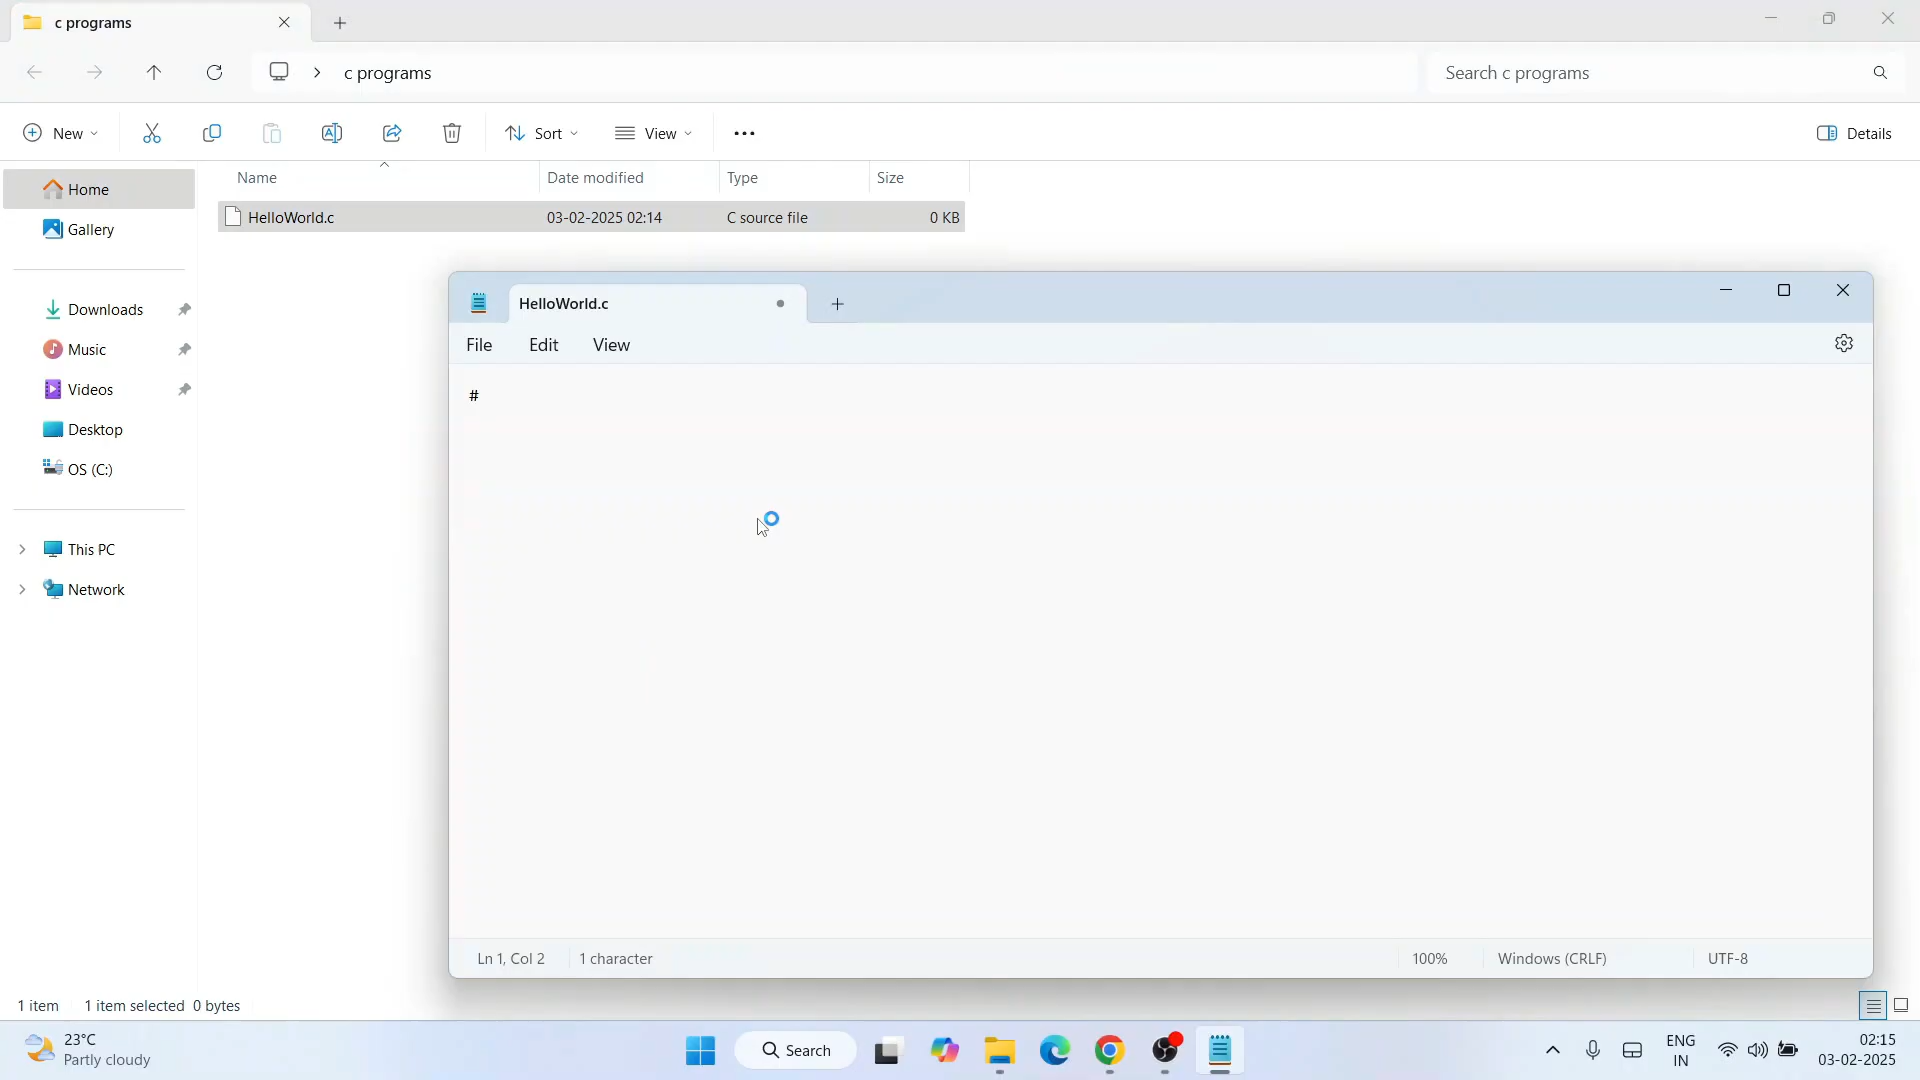 c programs
c programs
Search c programs
New
Sort
View
Details
Name
Date modified
Type
Size
Home
HelloWorld.c
03-02-2025 02:14
C source file
0 KB
Gallery
Downloads
Music
Videos
Desktop
OS (C:)
This PC
Network
HelloWorld.c
File
Edit
View
#
Ln 1, Col 2
1 character
100%
Windows (CRLF)
UTF-8
1 item
1 item selected 0 bytes
23°C
Partly cloudy
Search
ENG
IN
02:15
03-02-2025